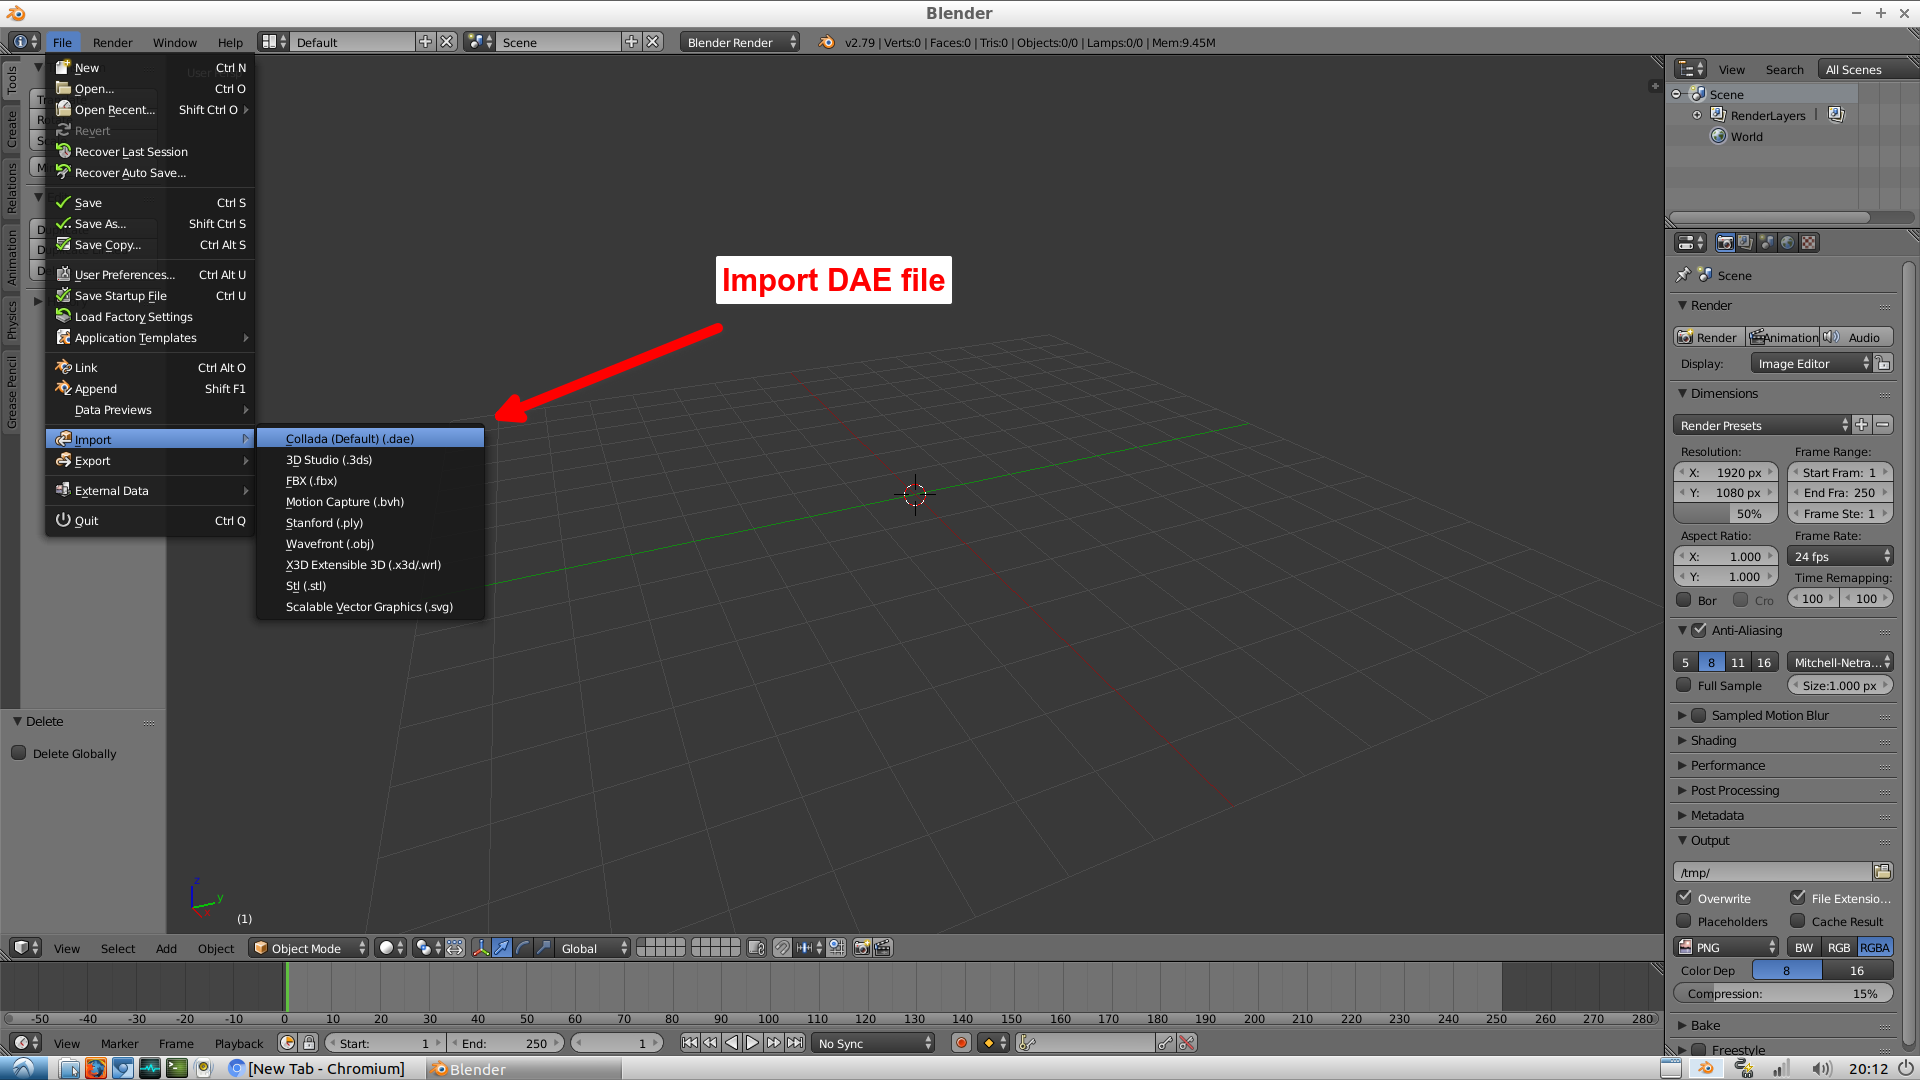 Blender
File Render Window Help Default Scene Blender Render v2.79 | Verts:0 | Faces:0 | Tris:0 | Objects:0/0 | Lamps:0/0 | Mem:9.45M
New Ctrl N
Open... Ctrl O
Open Recent... Shift Ctrl O
Revert
Recover Last Session
Recover Auto Save...
Save Ctrl S
Save As... Shift Ctrl S
Save Copy... Ctrl Alt S
User Preferences... Ctrl Alt U
Save Startup File Ctrl U
Load Factory Settings
Application Templates
Link Ctrl Alt O
Append Shift F1
Data Previews
Import
Export
External Data
Quit Ctrl Q
Collada (Default) (.dae)
3D Studio (.3ds)
FBX (.fbx)
Motion Capture (.bvh)
Stanford (.ply)
Wavefront (.obj)
X3D Extensible 3D (.x3d/.wrl)
Stl (.stl)
Scalable Vector Graphics (.svg)
Import DAE file
Tools
Create
Relations
Animation
Physics
Grease Pencil
Delete
Delete Globally
z
y
x
(1)
View Search All Scenes
Scene
RenderLayers |
World
Scene
Render
Render Animation Audio
Display: Image Editor
Dimensions
Render Presets
Resolution: Frame Range:
X: 1920 px Start Fram: 1
Y: 1080 px End Fra: 250
50% Frame Ste: 1
Aspect Ratio: Frame Rate:
X: 1.000 24 fps
Y: 1.000 Time Remapping:
Bor Cro 100 100
Anti-Aliasing
5 8 11 16 Mitchell-Netra...
Full Sample Size:1.000 px
Sampled Motion Blur
Shading
Performance
Post Processing
Metadata
Output
/tmp/
Overwrite File Extensio...
Placeholders Cache Result
PNG BW RGB RGBA
Color Dep 8 16
Compression: 15%
Bake
Freestyle
View Select Add Object Object Mode Global
-50 -40 -30 -20 -10 0 10 20 30 40 50 60 70 80 90 100 110 120 130 140 150 160 170 180 190 200 210 220 230 240 250 260 270 280
View Marker Frame Playback Start: 1 End: 250 1 No Sync
[New Tab - Chromium] Blender 20:12